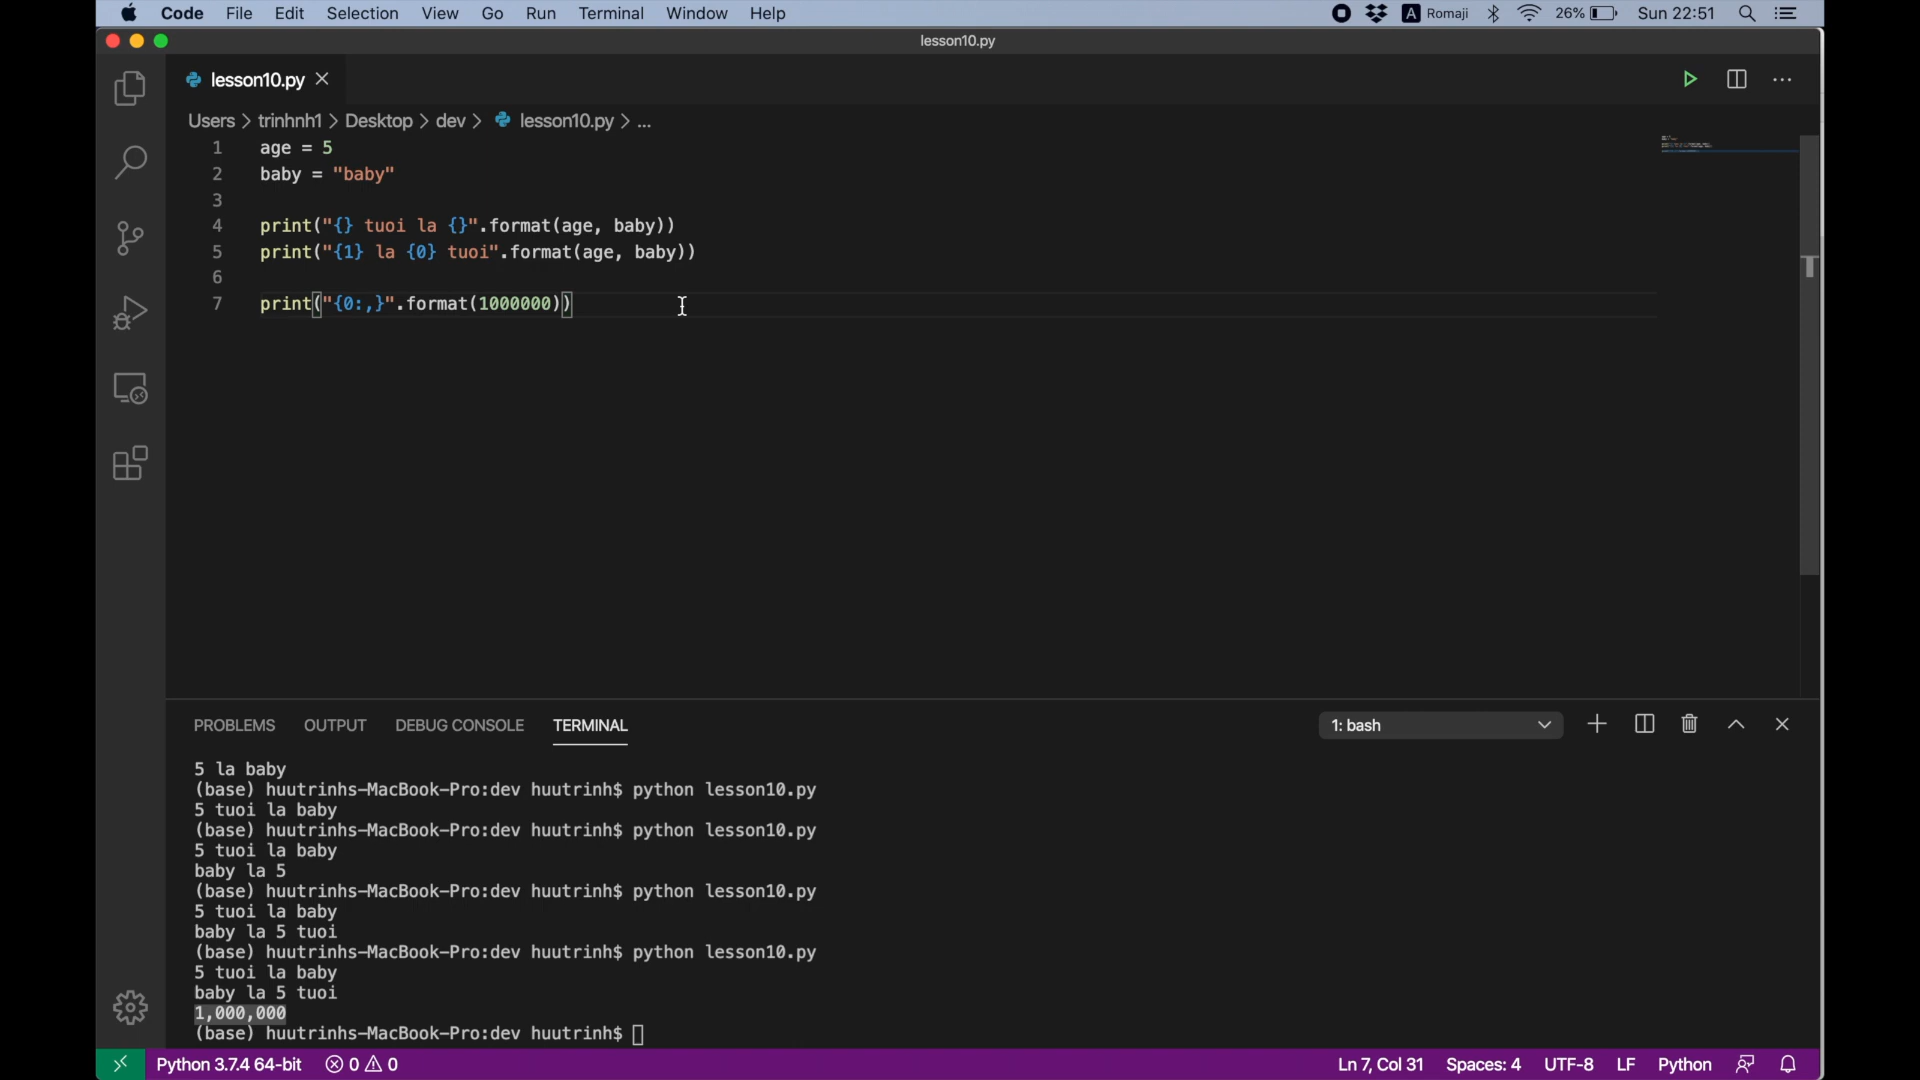 Code File Edit Selection View Go Run Terminal Window Help A Romaji 26% Sun 22:51
lesson10.py
lesson10.py
Users > trinhnh1 > Desktop > dev > lesson10.py > ...
1 age = 5
2 baby = "baby"
3
4 print("{} tuoi la {}".format(age, baby))
5 print("{1} la {0} tuoi".format(age, baby))
6
7 print("{0:,}".format(1000000))
PROBLEMS OUTPUT DEBUG CONSOLE TERMINAL 1: bash
5 la baby
(base) huutrinhs-MacBook-Pro:dev huutrinh$ python lesson10.py
5 tuoi la baby
(base) huutrinhs-MacBook-Pro:dev huutrinh$ python lesson10.py
5 tuoi la baby
baby la 5
(base) huutrinhs-MacBook-Pro:dev huutrinh$ python lesson10.py
5 tuoi la baby
baby la 5 tuoi
(base) huutrinhs-MacBook-Pro:dev huutrinh$ python lesson10.py
5 tuoi la baby
baby la 5 tuoi
1,000,000
(base) huutrinhs-MacBook-Pro:dev huutrinh$
Python 3.7.4 64-bit 0 0 Ln 7, Col 31 Spaces: 4 UTF-8 LF Python